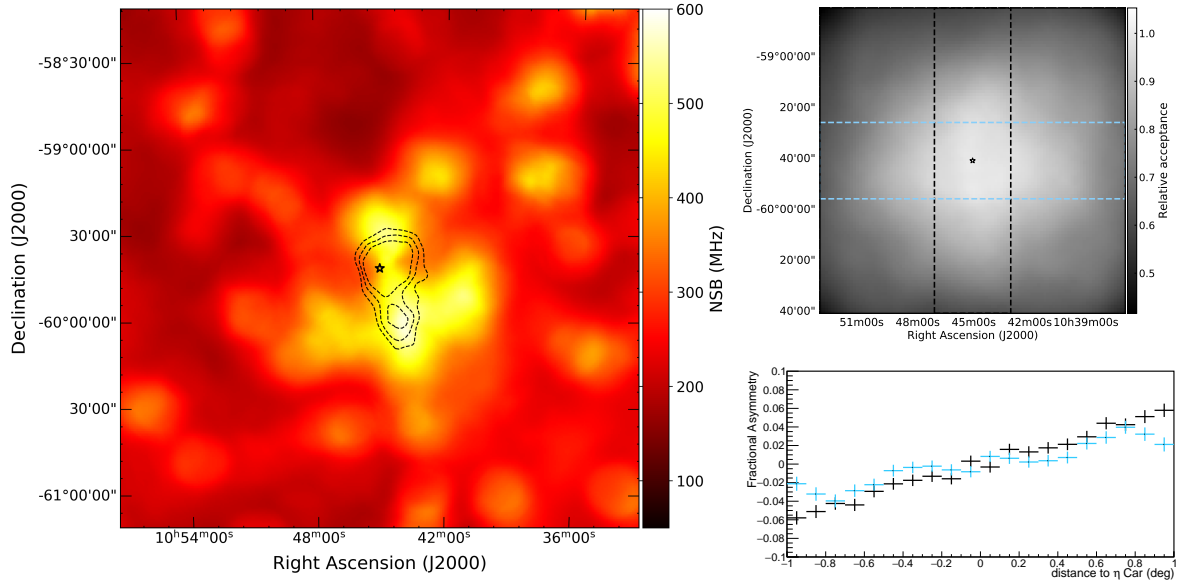 -58°30'00"
-59°00'00"
30'00"
-60°00'00"
30'00"
-61°00'00"
Declination (J2000)
10ʰ54ᵐ00ˢ
48ᵐ00ˢ
42ᵐ00ˢ
36ᵐ00ˢ
Right Ascension (J2000)
600
500
400
300
200
100
NSB (MHz)
-59°00'00"
20'00"
40'00"
-60°00'00"
20'00"
40'00"
Declination (J2000)
51m00s
48m00s
45m00s
42m00s
10h39m00s
Right Ascension (J2000)
1.0
0.9
0.8
0.7
0.6
0.5
Relative acceptance
0.1
0.08
0.06
0.04
0.02
0
−0.02
−0.04
−0.06
−0.08
−0.1
Fractional Asymmetry
−1
−0.8
−0.6
−0.4
−0.2
0
0.2
0.4
0.6
0.8
1
distance to η Car (deg)